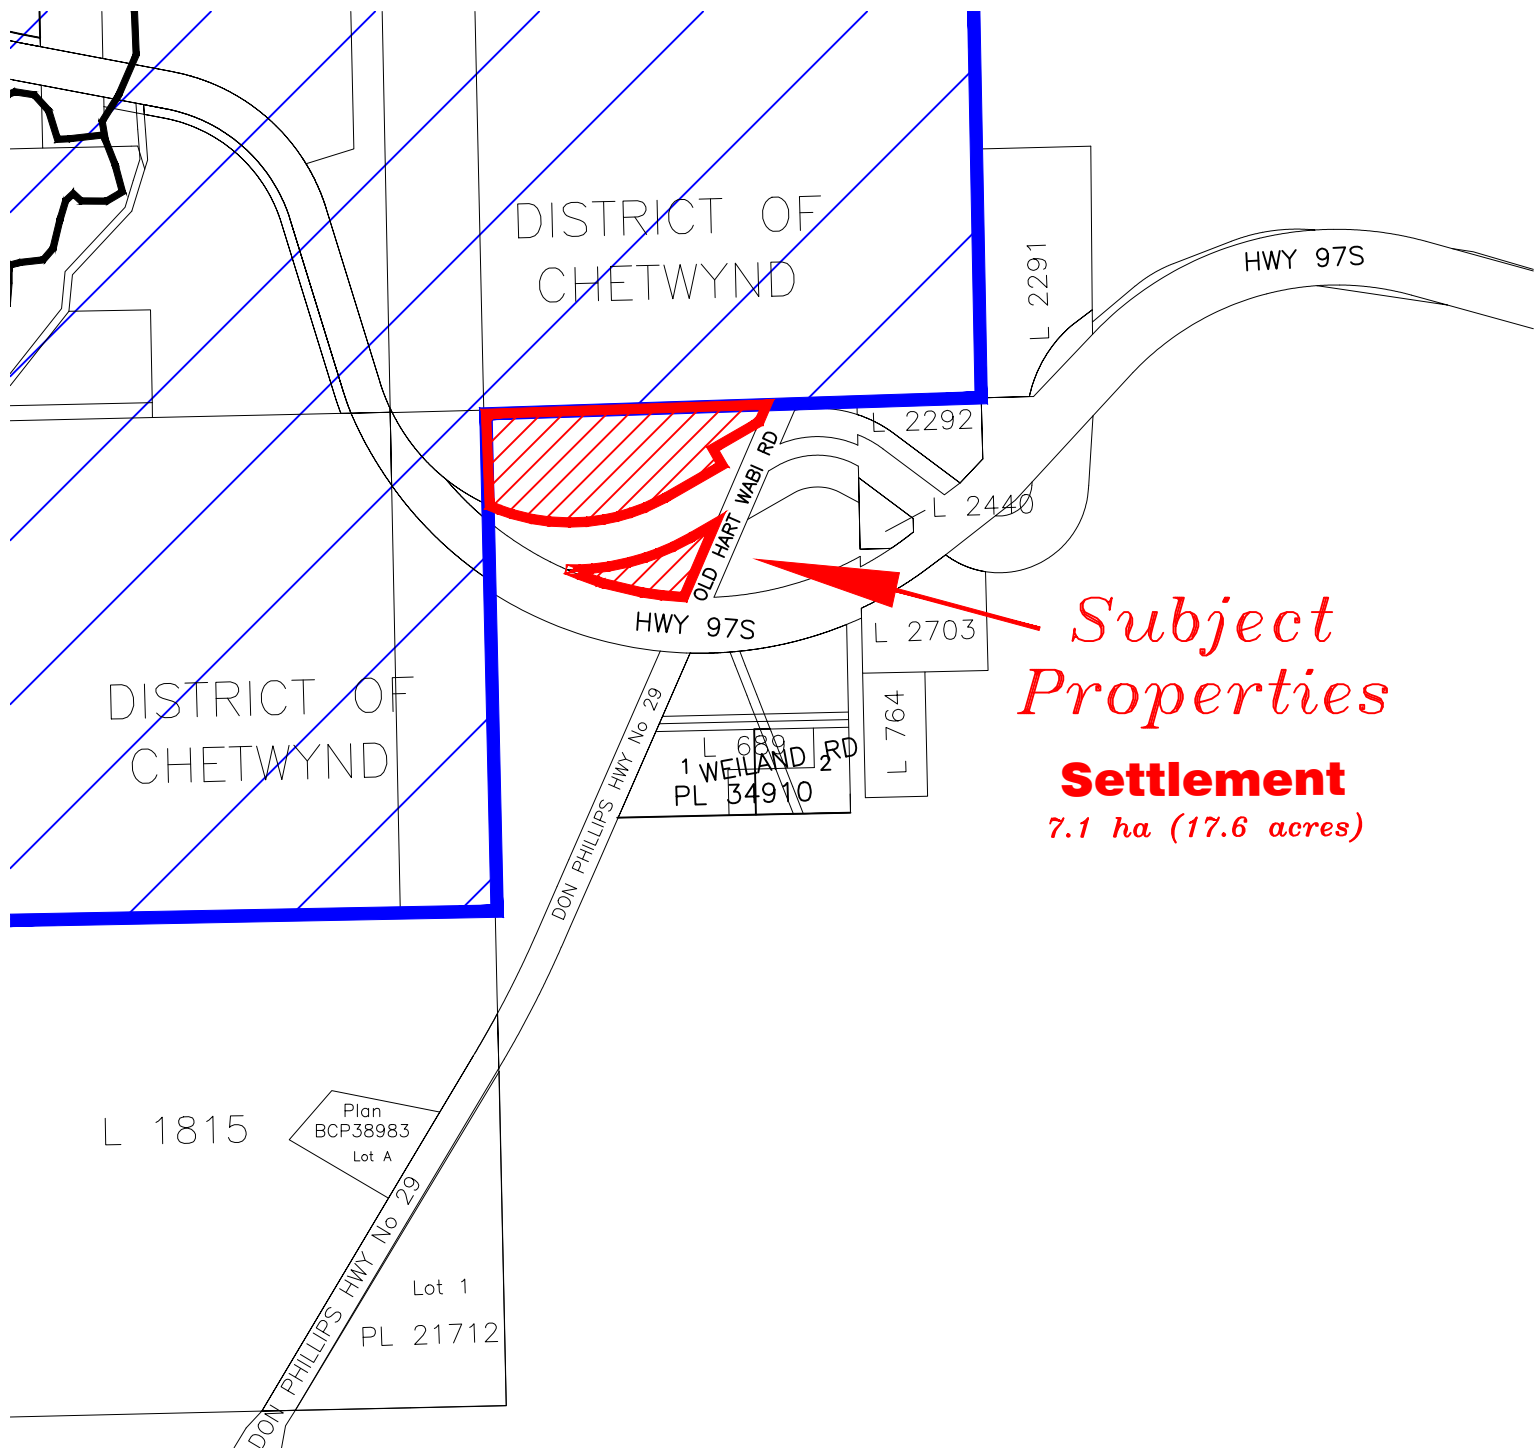 DISTRICT OF
CHETWYND
L 2291
HWY 97S
L 2292
OLD HART WABI RD
L 2440
HWY 97S
L 2703
Subject
Properties
Settlement
7.1 ha (17.6 acres)
DISTRICT OF
CHETWYND
DON PHILLIPS HWY No 29
L 689
1 WEILAND RD
2
PL 34910
L 764
L 1815
Plan
BCP38983
Lot A
DON PHILLIPS HWY No 29
Lot 1
PL 21712